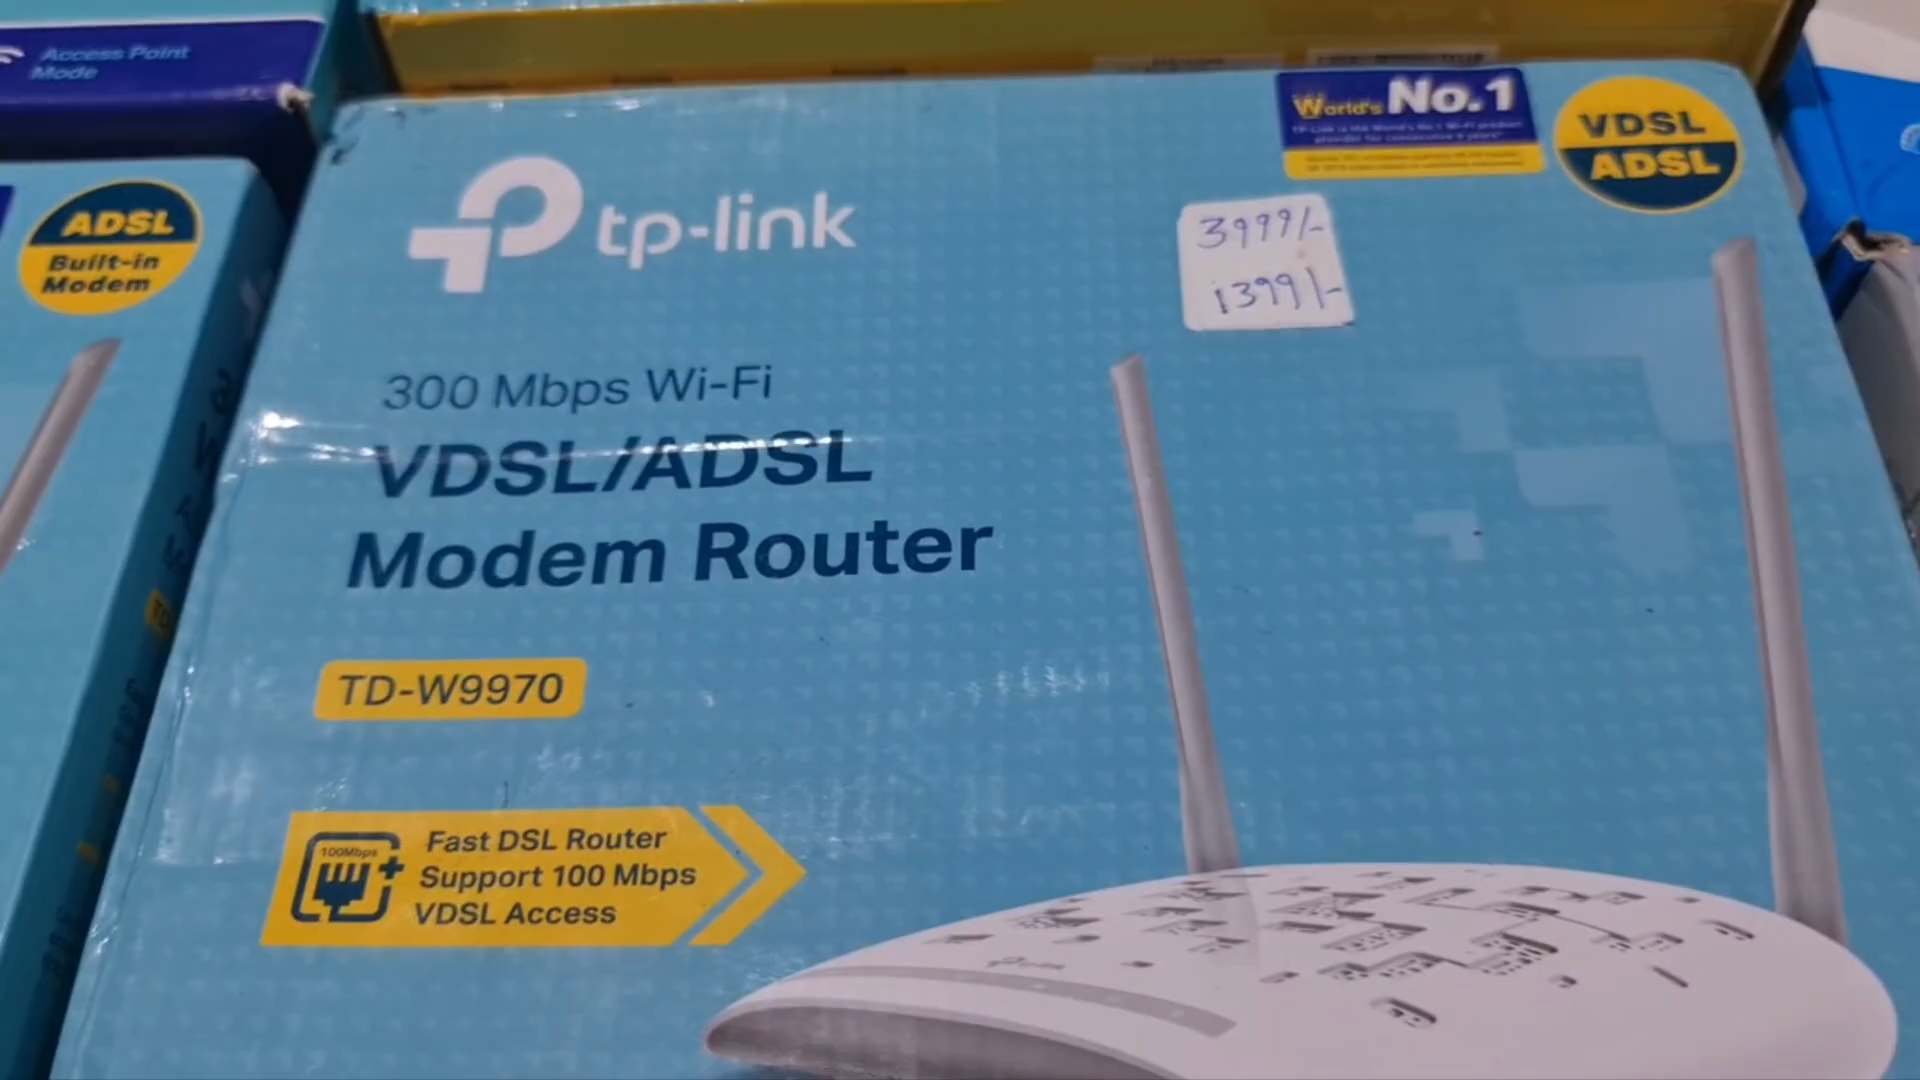 Access Point
Mode
ADSL
Built-in
Modem
World's No.1
VDSL
ADSL
tp-link
3999/-
1399/-
300 Mbps Wi-Fi
VDSL/ADSL
Modem Router
TD-W9970
100Mbps
Fast DSL Router
Support 100 Mbps
VDSL Access